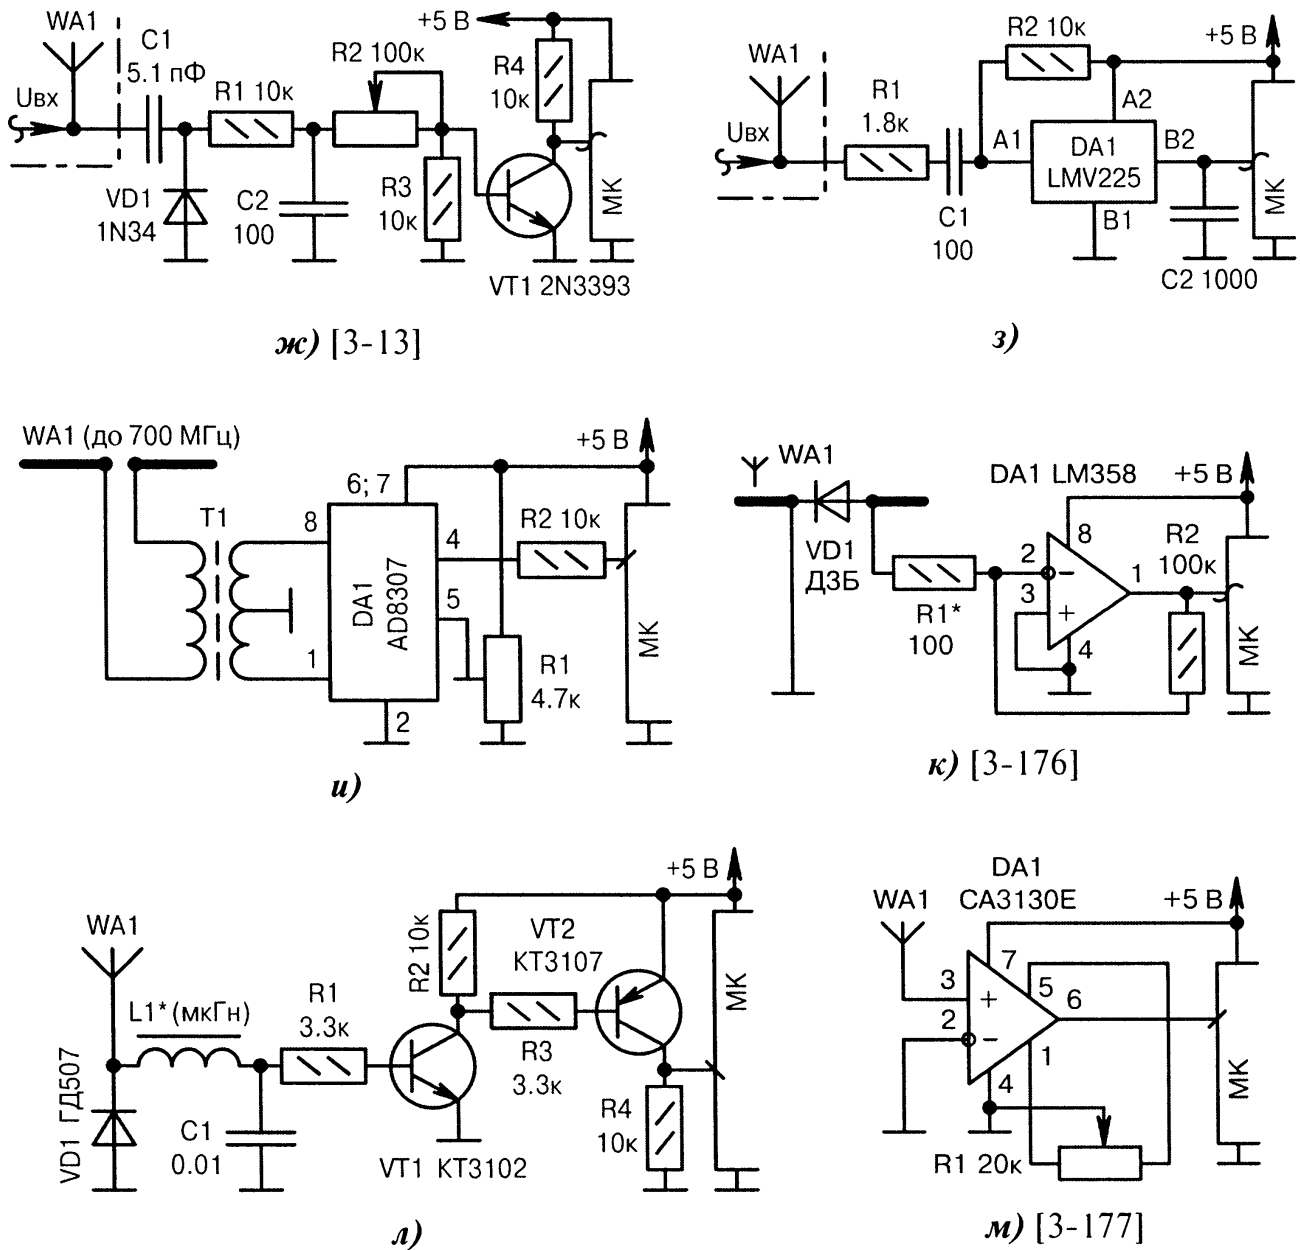 WA1
C1
5.1 пФ
Uвх
R1 10к
R2 100к
+5 В
R4
10к
VD1
1N34
C2
100
R3
10к
МК
VT1 2N3393
ж) [3-13]
WA1
Uвх
R1
1.8к
R2 10к
+5 В
A2
A1
DA1
LMV225
B2
B1
C1
100
МК
C2 1000
з)
WA1 (до 700 МГц)
T1
8
1
6; 7
+5 В
DA1
AD8307
4
R2 10к
5
R1
4.7к
2
МК
и)
WA1
DA1 LM358
+5 В
VD1
Д3Б
R1*
100
2
3
8
1
4
–
+
R2
100к
МК
к) [3-176]
WA1
L1* (мкГн)
VD1 ГД507
C1
0.01
R1
3.3к
R2 10к
+5 В
VT2
КТ3107
R3
3.3к
VT1 КТ3102
R4
10к
МК
л)
WA1
DA1
CA3130E
+5 В
3
2
7
5
6
1
4
+
–
R1 20к
МК
м) [3-177]